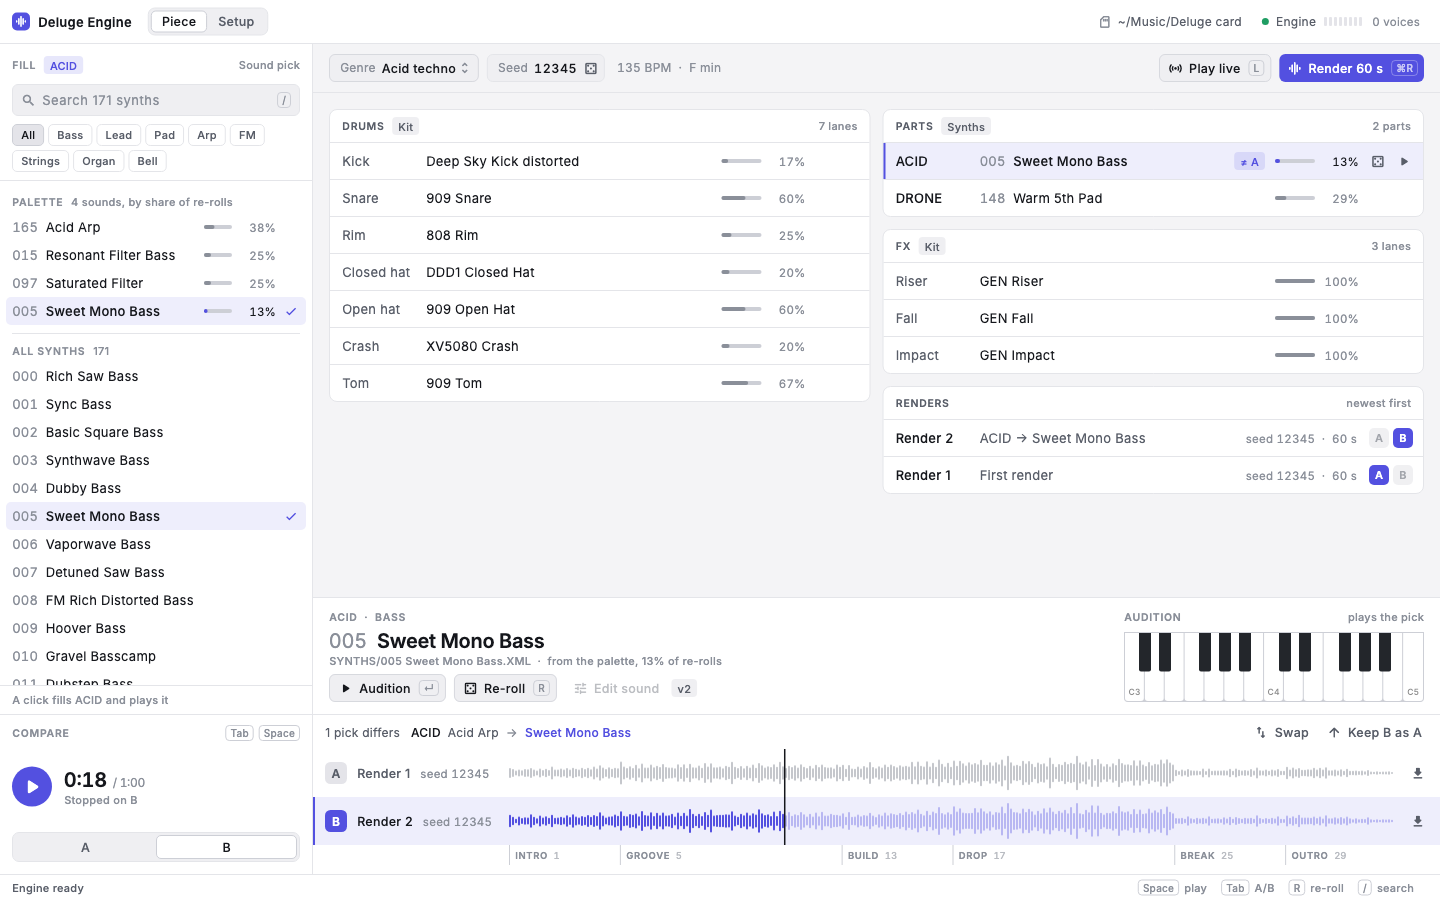 Deluge Engine Piece Setup ~/Music/Deluge card Engine 0 voices
FILL ACID Sound pick
Search 171 synths /
All Bass Lead Pad Arp FM
Strings Organ Bell
PALETTE 4 sounds, by share of re-rolls
165 Acid Arp 38%
015 Resonant Filter Bass 25%
097 Saturated Filter 25%
005 Sweet Mono Bass 13%
ALL SYNTHS 171
000 Rich Saw Bass
001 Sync Bass
002 Basic Square Bass
003 Synthwave Bass
004 Dubby Bass
005 Sweet Mono Bass
006 Vaporwave Bass
007 Detuned Saw Bass
008 FM Rich Distorted Bass
009 Hoover Bass
010 Gravel Basscamp
011 Dubstep Bass
A click fills ACID and plays it
Genre Acid techno Seed 12345 135 BPM · F min Play live L Render 60 s ⌘R
DRUMS Kit 7 lanes
Kick Deep Sky Kick distorted 17%
Snare 909 Snare 60%
Rim 808 Rim 25%
Closed hat DDD1 Closed Hat 20%
Open hat 909 Open Hat 60%
Crash XV5080 Crash 20%
Tom 909 Tom 67%
PARTS Synths 2 parts
ACID 005 Sweet Mono Bass ≠ A 13%
DRONE 148 Warm 5th Pad 29%
FX Kit 3 lanes
Riser GEN Riser 100%
Fall GEN Fall 100%
Impact GEN Impact 100%
RENDERS newest first
Render 2 ACID → Sweet Mono Bass seed 12345 · 60 s A B
Render 1 First render seed 12345 · 60 s A B
ACID · BASS
005 Sweet Mono Bass
SYNTHS/005 Sweet Mono Bass.XML · from the palette, 13% of re-rolls
Audition ↵ Re-roll R Edit sound v2
AUDITION plays the pick
C3 C4 C5
COMPARE Tab Space
0:18 / 1:00
Stopped on B
A B
1 pick differs ACID Acid Arp → Sweet Mono Bass Swap Keep B as A
A Render 1 seed 12345
B Render 2 seed 12345
INTRO 1 GROOVE 5 BUILD 13 DROP 17 BREAK 25 OUTRO 29
Engine ready Space play Tab A/B R re-roll / search